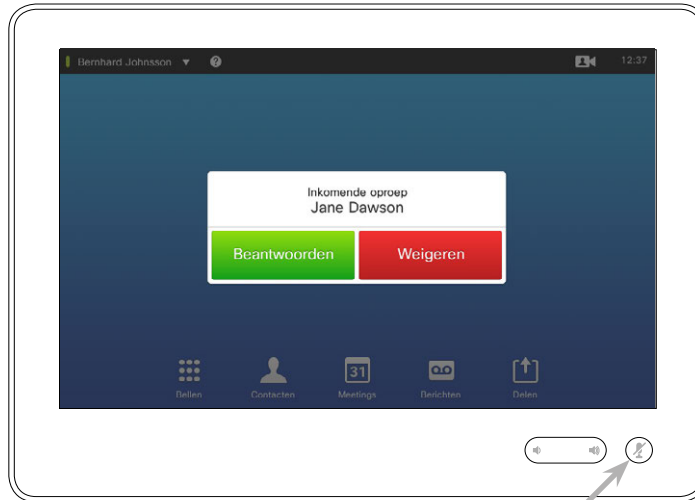 Bernhard Johnsson
12:37
Inkomende oproep
Jane Dawson
Beantwoorden Weigeren
31
Bellen Contacten Meetings Berichten Delen